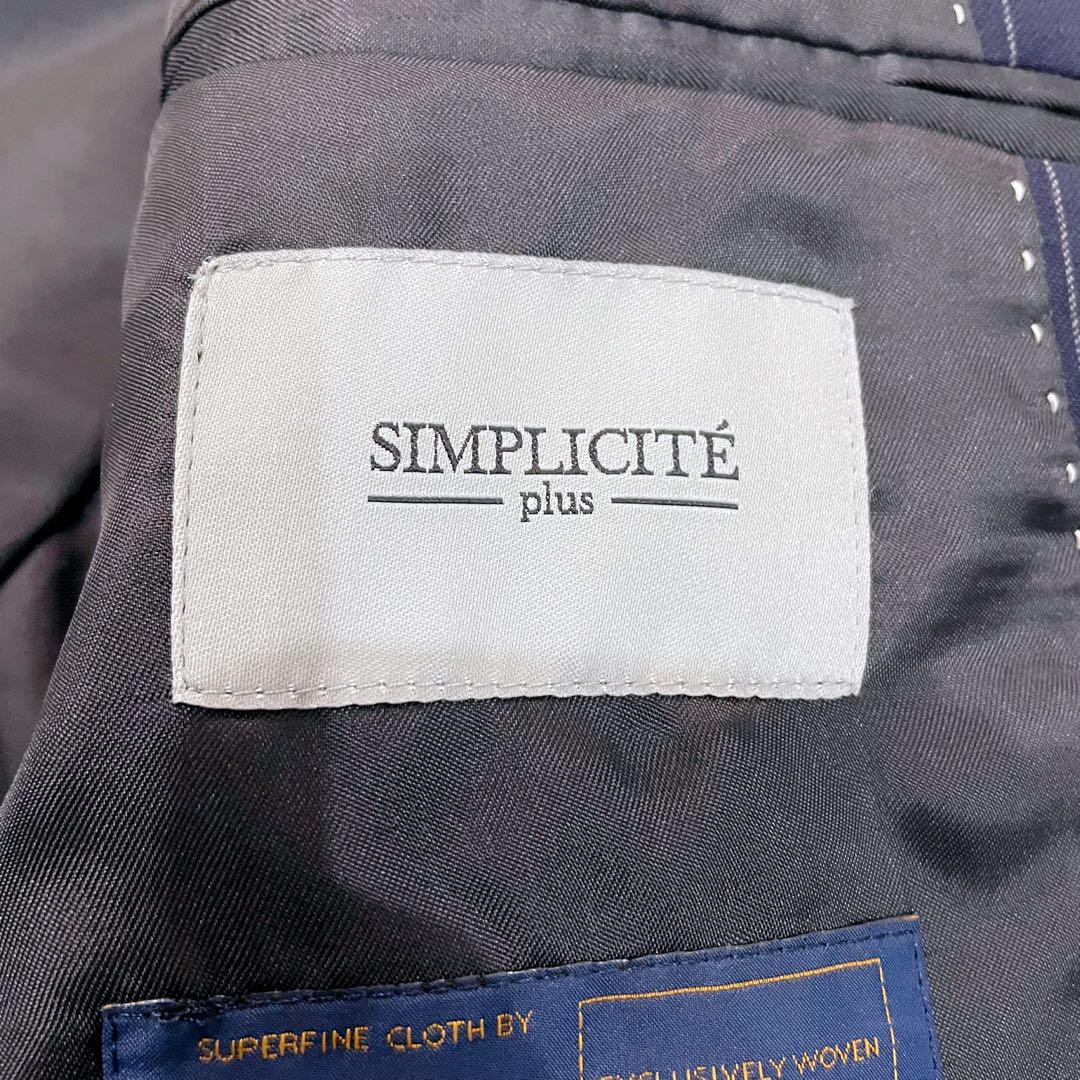 SIMPLICITÉ
plus
SUPERFINE CLOTH BY
EXCLUSIVELY WOVEN